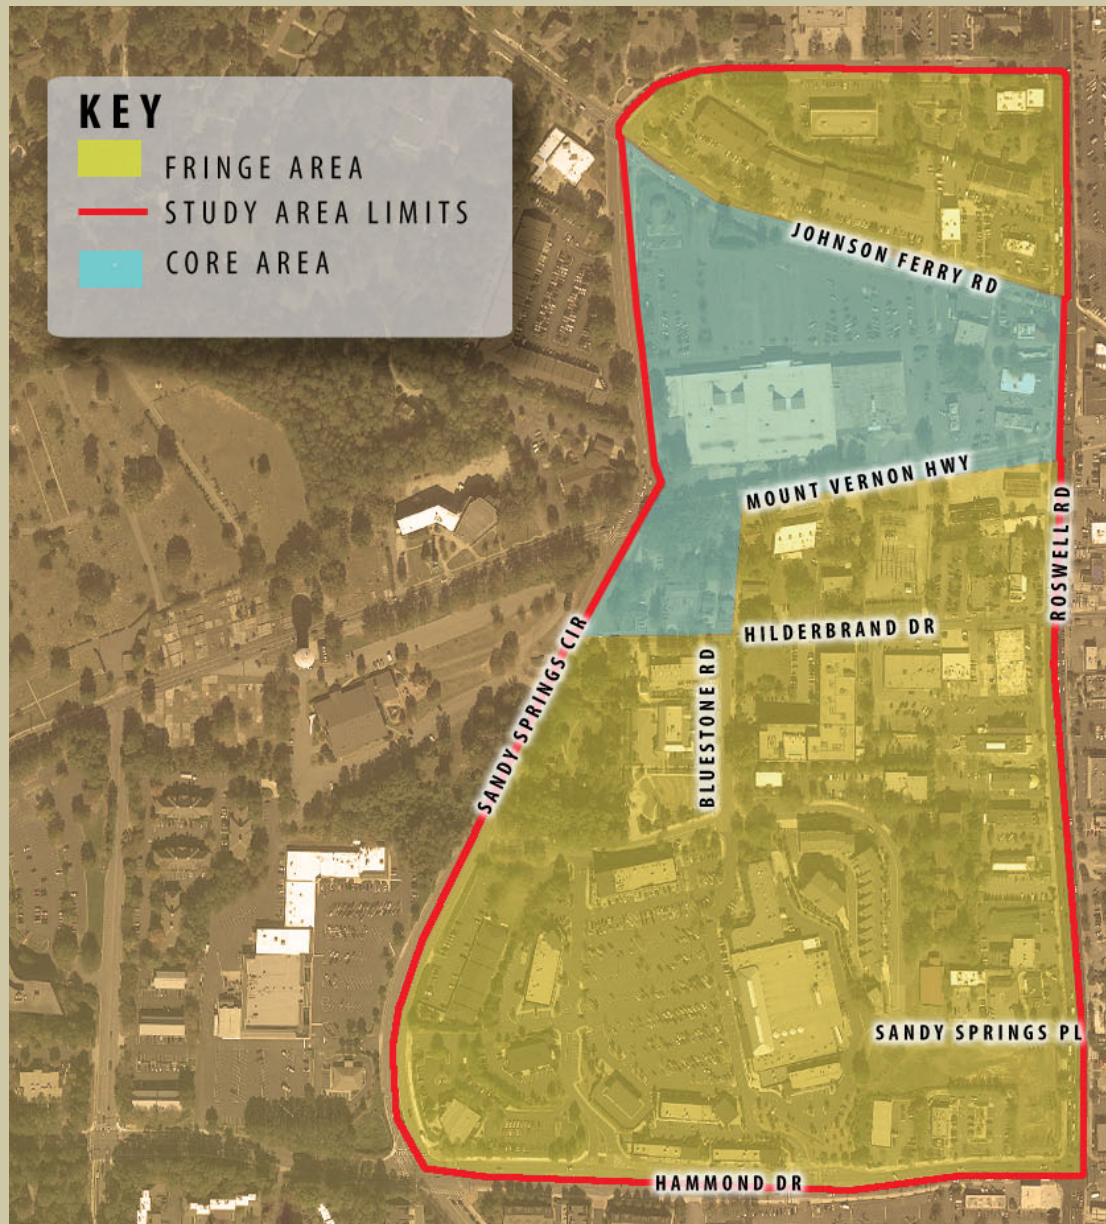 KEY
FRINGE AREA
STUDY AREA LIMITS
CORE AREA
JOHNSON FERRY RD
MOUNT VERNON HWY
ROSWELL RD
HILDERBRAND DR
SANDY SPRINGS CIR
BLUESTONE RD
SANDY SPRINGS PL
HAMMOND DR